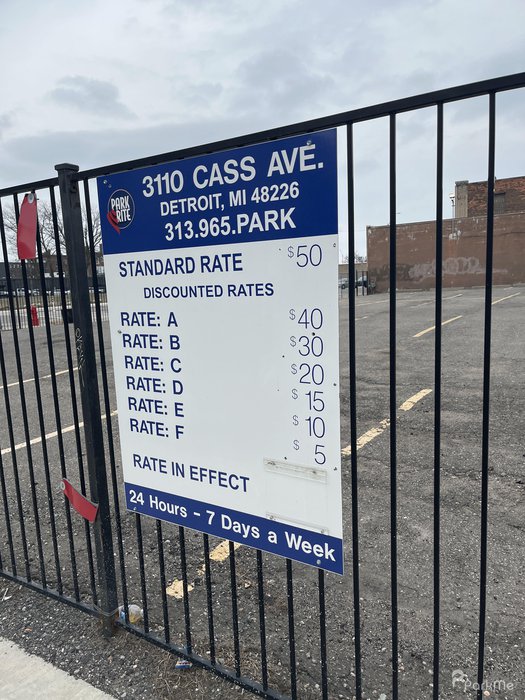 PARK
RITE
3110 CASS AVE.
DETROIT, MI 48226
313.965.PARK
STANDARD RATE $50
DISCOUNTED RATES
RATE: A $40
RATE: B $30
RATE: C $20
RATE: D $15
RATE: E $10
RATE: F $5
RATE IN EFFECT
24 Hours - 7 Days a Week
ParkMe